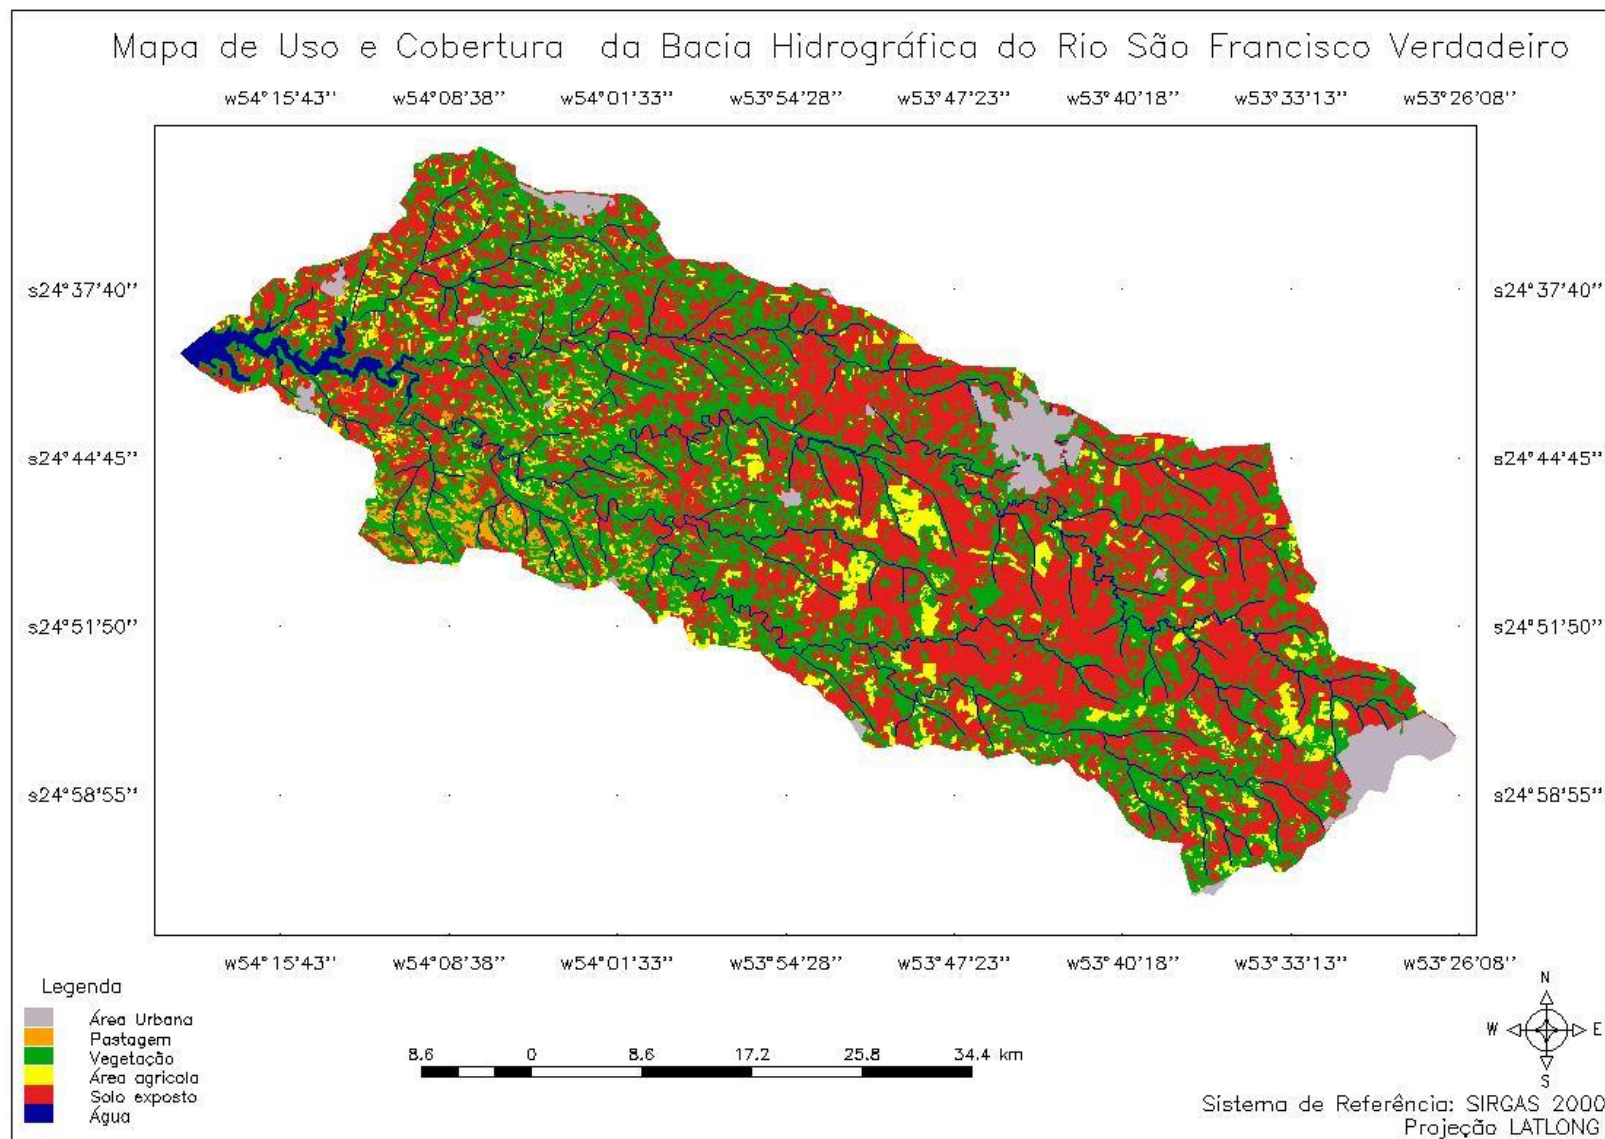 Mapa de Uso e Cobertura da Bacia Hidrográfica do Rio São Francisco Verdadeiro
w54°15'43'' w54°08'38'' w54°01'33'' w53°54'28'' w53°47'23'' w53°40'18'' w53°33'13'' w53°26'08''
s24°37'40'' s24°37'40''
s24°44'45'' s24°44'45''
s24°51'50'' s24°51'50''
s24°58'55'' s24°58'55''
w54°15'43'' w54°08'38'' w54°01'33'' w53°54'28'' w53°47'23'' w53°40'18'' w53°33'13'' w53°26'08''
Legenda
Área Urbana
Pastagem
Vegetação
Área agricola
Solo exposto
Água
8.6 0 8.6 17.2 25.8 34.4 km
N
W E
S
Sistema de Referência: SIRGAS 2000
Projeção LATLONG